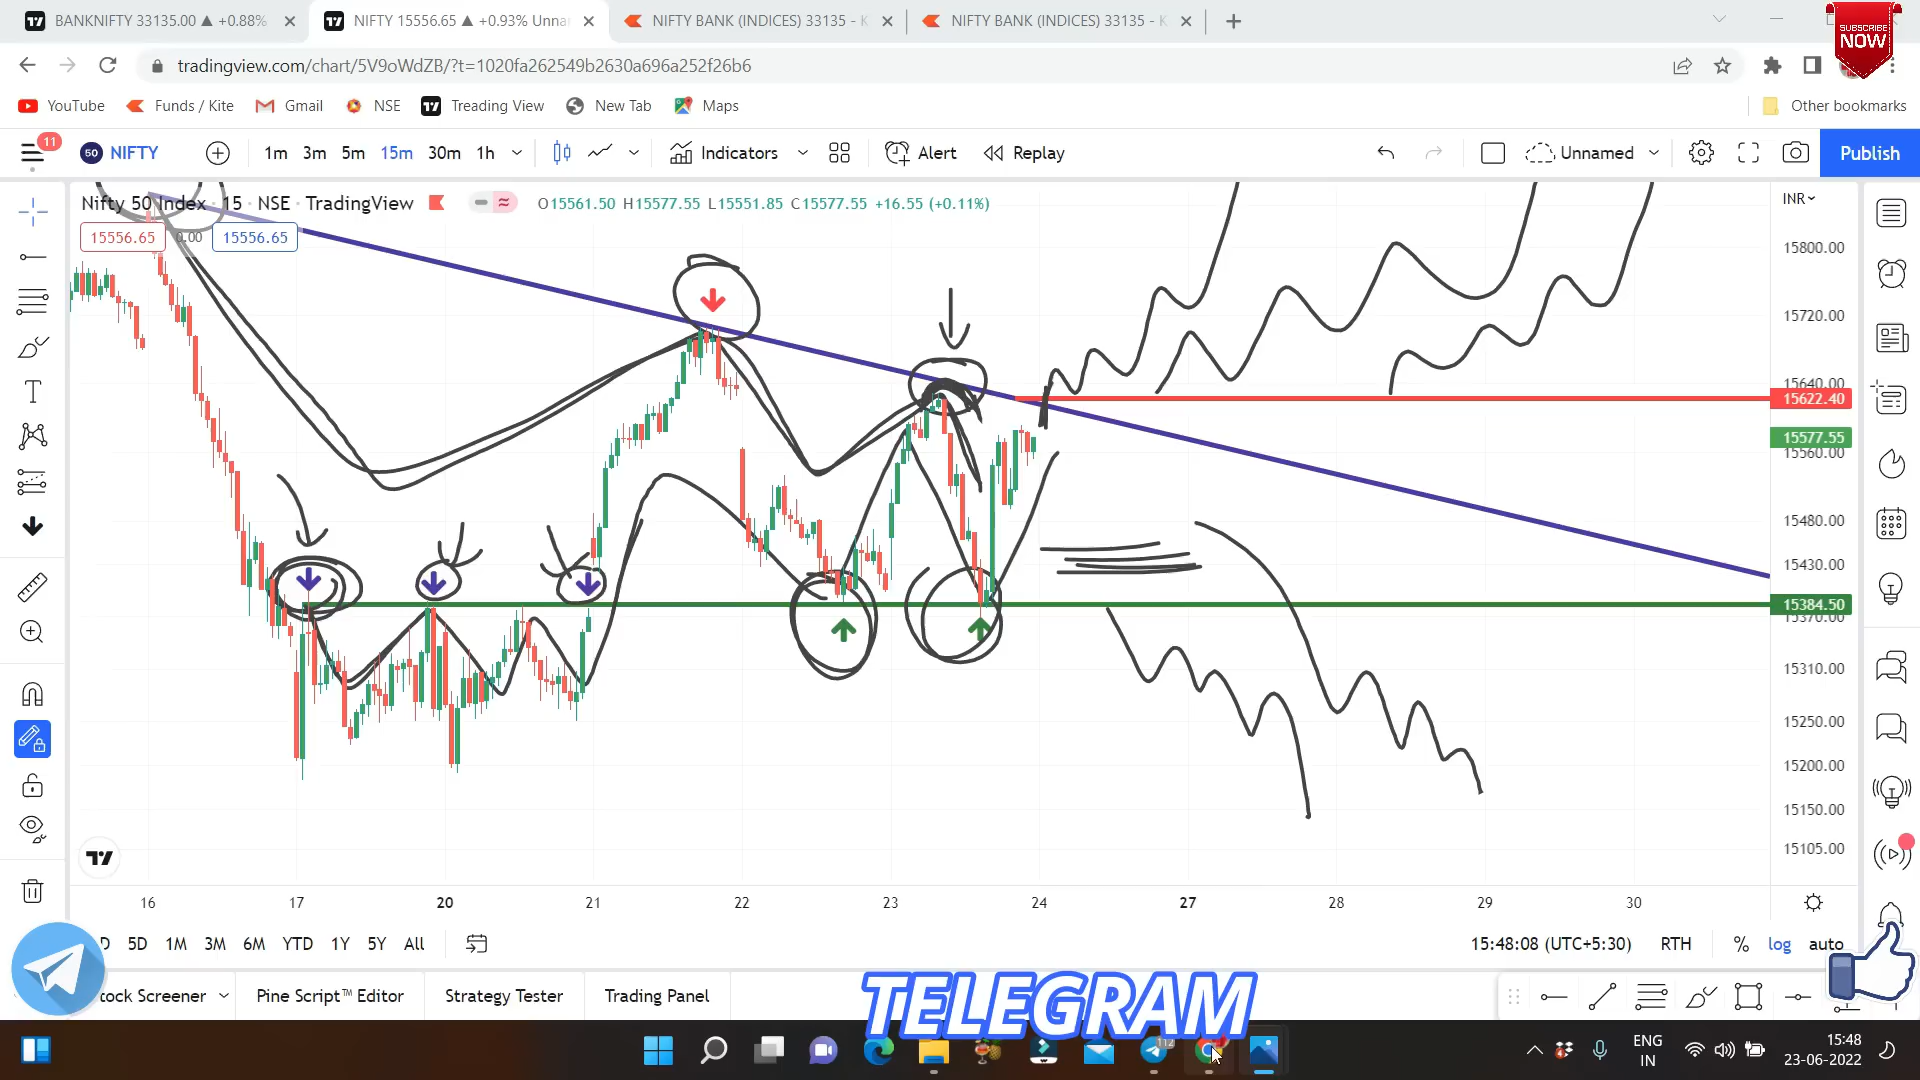 BANKNIFTY 33135.00 ▲ +0.88%
NIFTY 15556.65 ▲ +0.93% Unna
NIFTY BANK (INDICES) 33135 - K
NIFTY BANK (INDICES) 33135 - K
SUBSCRIBE
NOW
tradingview.com/chart/5V9oWdZB/?t=1020fa262549b2630a696a252f26b6
YouTube
Funds / Kite
Gmail
NSE
Treading View
New Tab
Maps
Other bookmarks
11
50 NIFTY
1m 3m 5m 15m 30m 1h
Indicators
Alert
Replay
Unnamed
Publish
Nifty 50 Index · 15 · NSE · TradingView
O15561.50 H15577.55 L15551.85 C15577.55 +16.55 (+0.11%)
INR
15556.65 0.00 15556.65
15800.00
15720.00
15640.00
15622.40
15577.55
15560.00
15480.00
15430.00
15384.50
15370.00
15310.00
15250.00
15200.00
15150.00
15105.00
16 17 20 21 22 23 24 27 28 29 30
D 5D 1M 3M 6M YTD 1Y 5Y All
15:48:08 (UTC+5:30) RTH % log auto
tock Screener
Pine Script™ Editor
Strategy Tester
Trading Panel
TELEGRAM
112
ENG
IN
15:48
23-06-2022